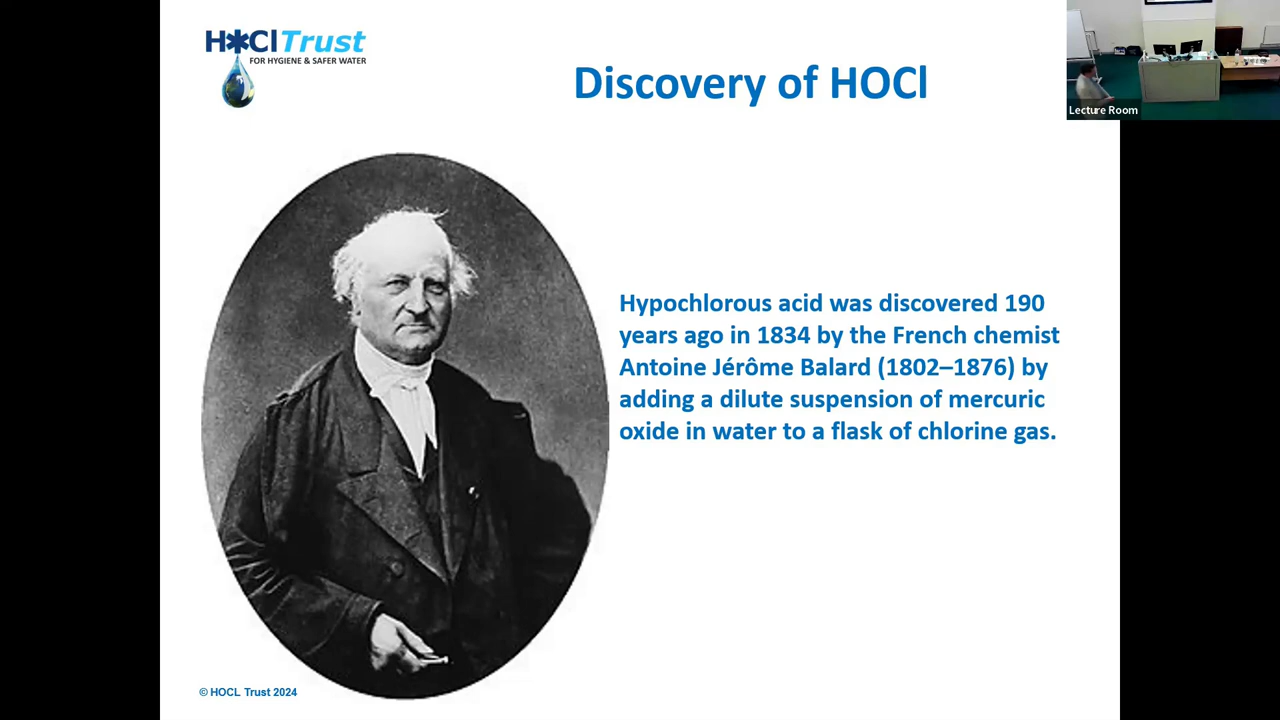 H*Cl Trust
FOR HYGIENE & SAFER WATER
Discovery of HOCl
Lecture Room
Hypochlorous acid was discovered 190
years ago in 1834 by the French chemist
Antoine Jérôme Balard (1802–1876) by
adding a dilute suspension of mercuric
oxide in water to a flask of chlorine gas.
© HOCL Trust 2024